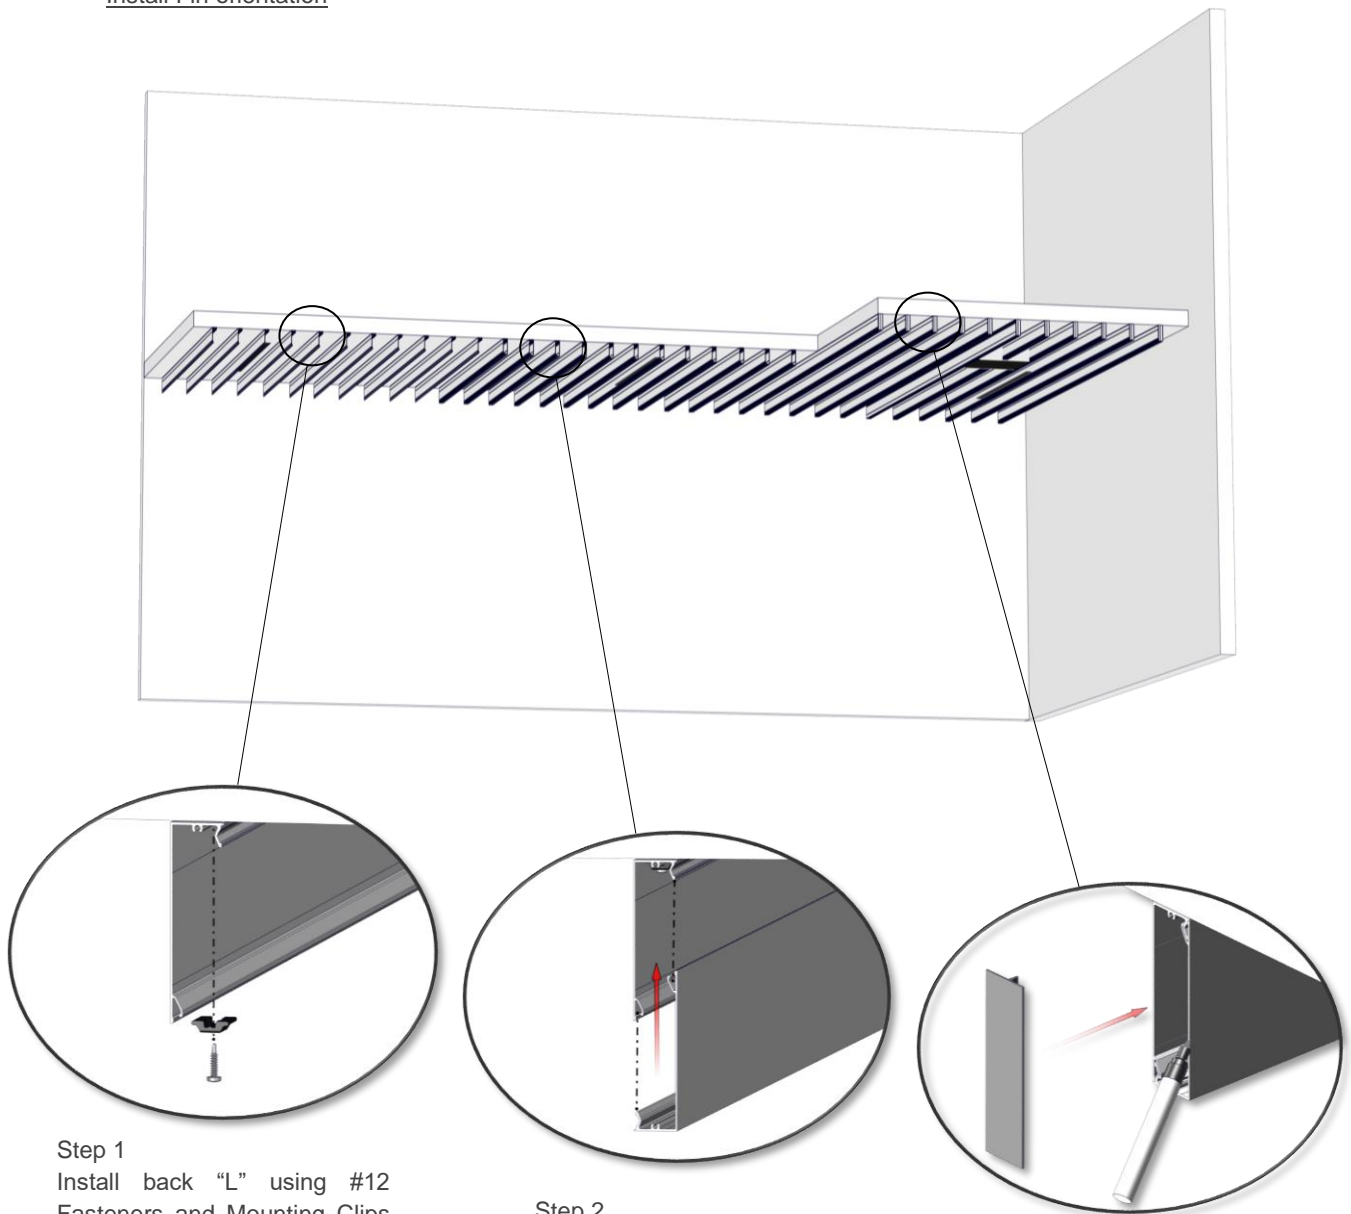 Install Fin orientation
Step 1
Install back “L” using #12
Fasteners and Mounting Clips
Step 2